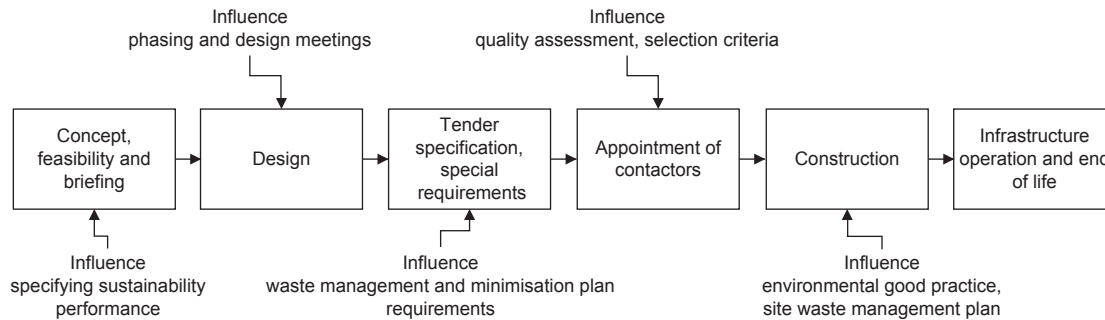 Influence
phasing and design meetings
Influence
quality assessment, selection criteria
Concept,
feasibility and
briefing
Design
Tender
specification,
special
requirements
Appointment of
contactors
Construction
Infrastructure
operation and end
of life
Influence
specifying sustainability
performance
Influence
waste management and minimisation plan
requirements
Influence
environmental good practice,
site waste management plan